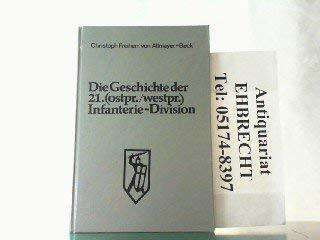 Christoph Freiherr von Allmayer-Beck
Die Geschichte der
21.(ostpr./westpr.)
Infanterie-Division
Antiquariat
EHBRECHT
Tel: 05174-8397